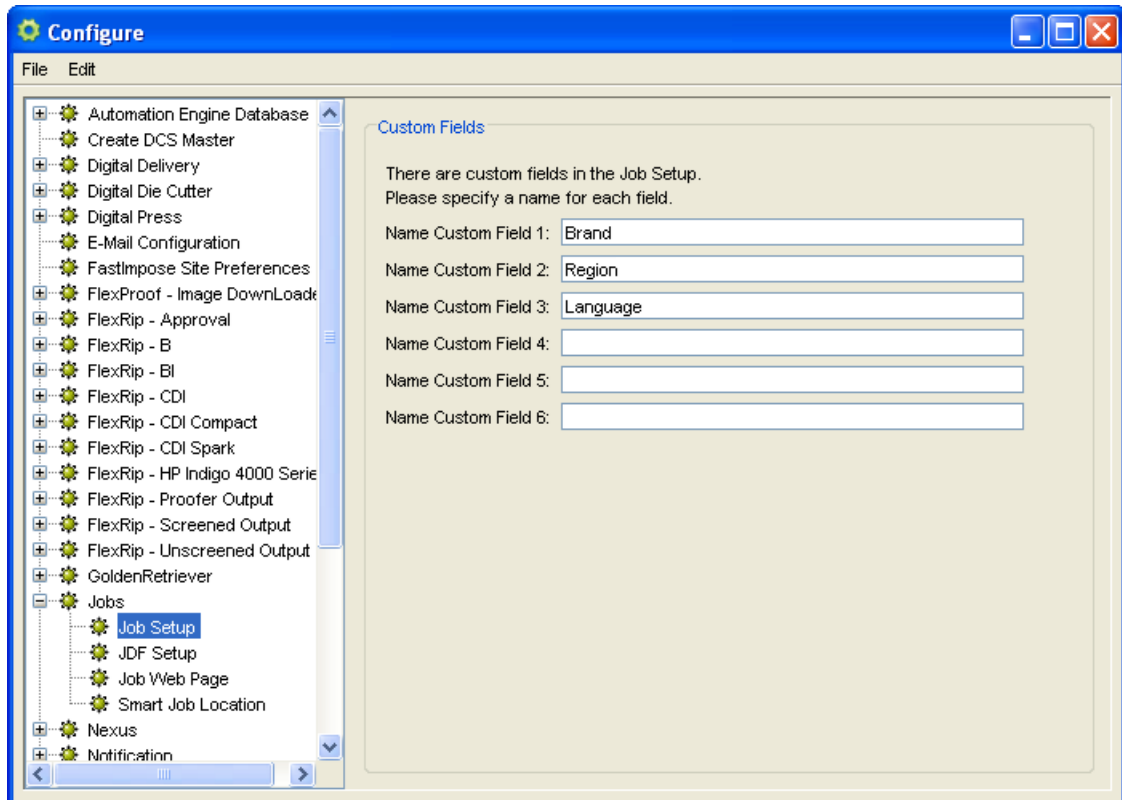 Configure
File Edit
Automation Engine Database
Create DCS Master
Digital Delivery
Digital Die Cutter
Digital Press
E-Mail Configuration
FastImpose Site Preferences
FlexProof - Image DownLoade
FlexRip - Approval
FlexRip - B
FlexRip - BI
FlexRip - CDI
FlexRip - CDI Compact
FlexRip - CDI Spark
FlexRip - HP Indigo 4000 Serie
FlexRip - Proofer Output
FlexRip - Screened Output
FlexRip - Unscreened Output
GoldenRetriever
Jobs
Job Setup
JDF Setup
Job Web Page
Smart Job Location
Nexus
Notification
Custom Fields
There are custom fields in the Job Setup.
Please specify a name for each field.
Name Custom Field 1: Brand
Name Custom Field 2: Region
Name Custom Field 3: Language
Name Custom Field 4:
Name Custom Field 5:
Name Custom Field 6: